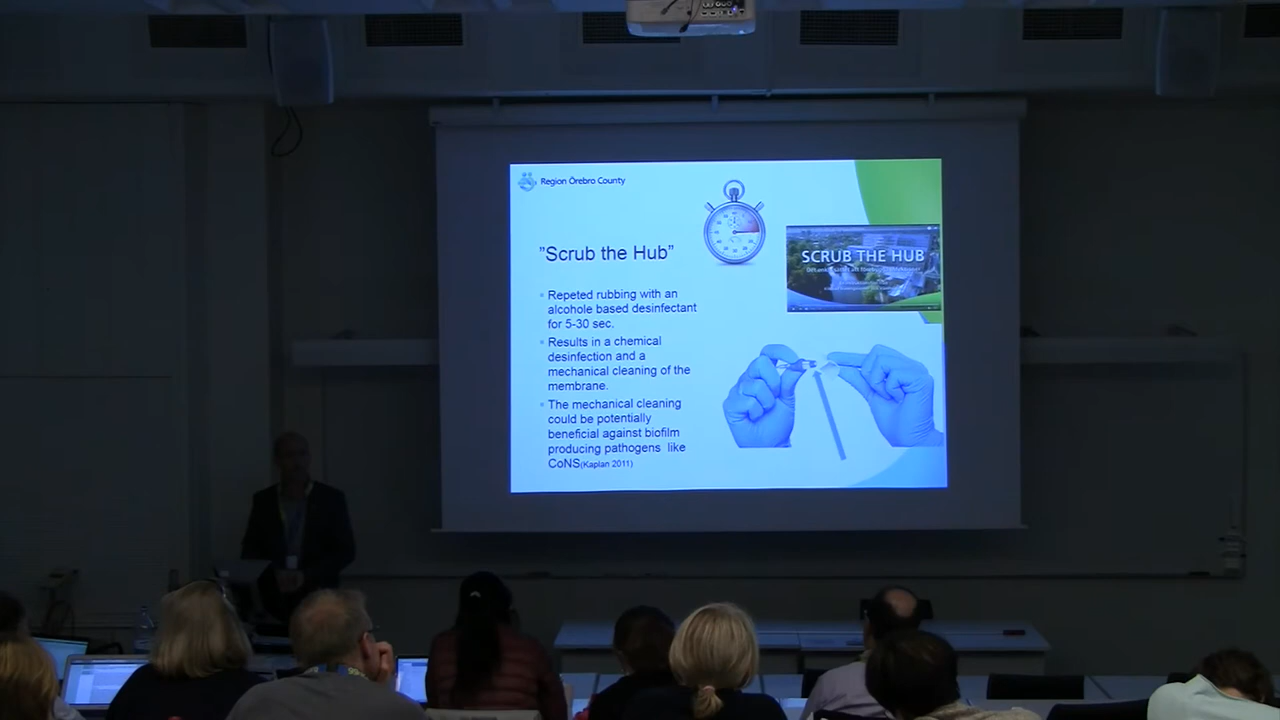 Region Örebro County
"Scrub the Hub"
Repeted rubbing with an
alcohole based desinfectant
for 5-30 sec.
Results in a chemical
desinfection and a
mechanical cleaning of the
membrane.
The mechanical cleaning
could be potentially
beneficial against biofilm
producing pathogens like
CoNS(Kaplan 2011)
SCRUB THE HUB